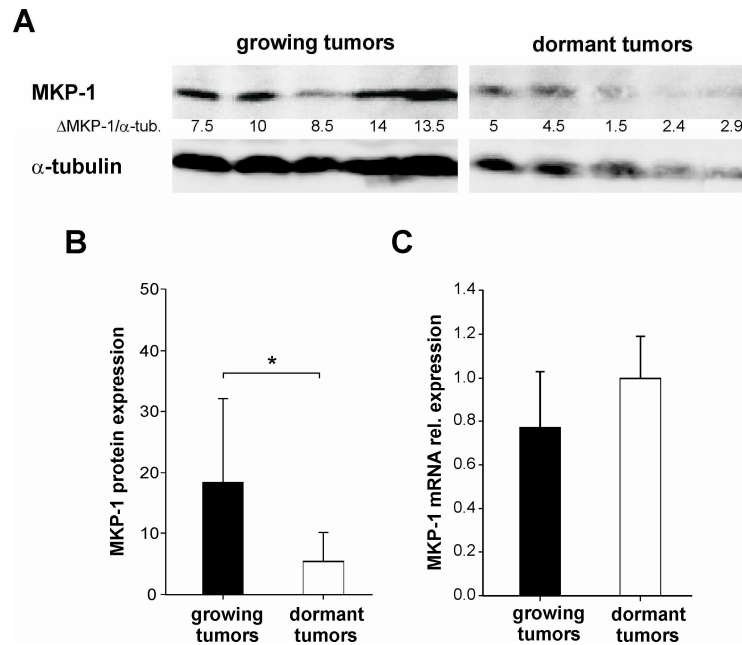 A
growing tumors dormant tumors
MKP-1
ΔMKP-1/α-tub. 7.5 10 8.5 14 13.5 5 4.5 1.5 2.4 2.9
α-tubulin
B
MKP-1 protein expression
50
40
30
20
10
0
*
growing tumors
dormant tumors
C
MKP-1 mRNA rel. expression
1.4
1.2
1.0
0.8
0.6
0.4
0.2
0.0
growing tumors
dormant tumors